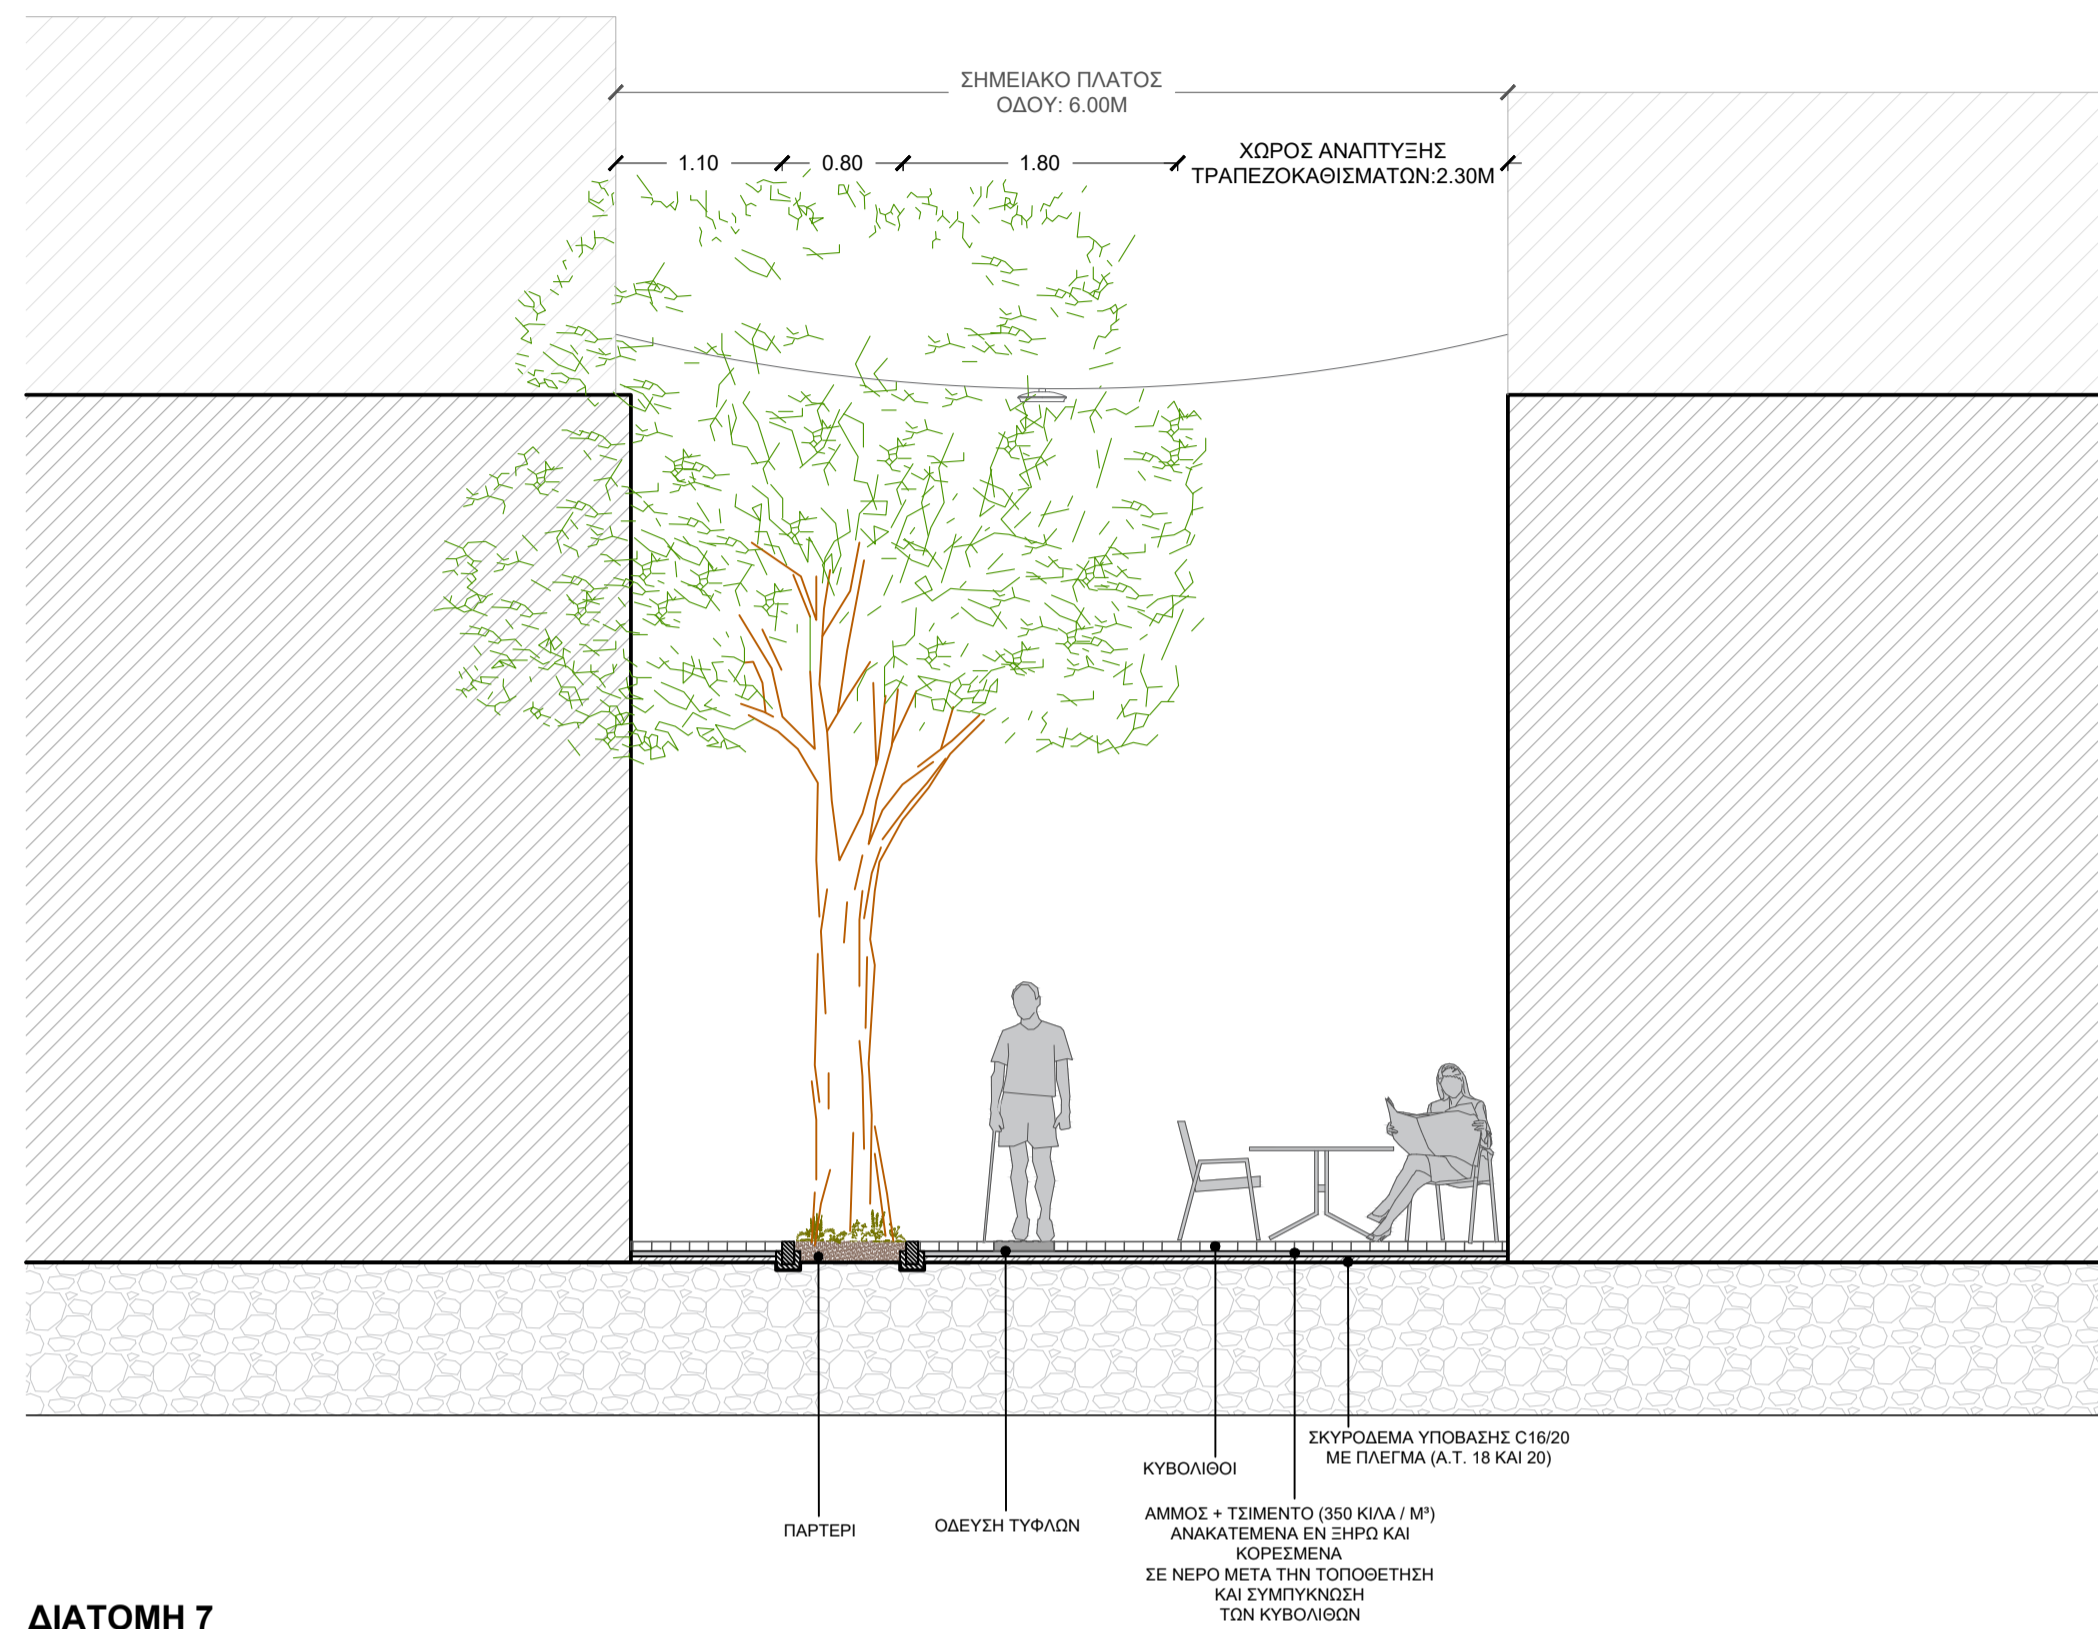 ΣΗΜΕΙΑΚΟ ΠΛΑΤΟΣ
ΟΔΟΥ: 6.00Μ
1.10
0.80
1.80
ΧΩΡΟΣ ΑΝΑΠΤΥΞΗΣ
ΤΡΑΠΕΖΟΚΑΘΙΣΜΑΤΩΝ:2.30Μ
ΣΚΥΡΟΔΕΜΑ ΥΠΟΒΑΣΗΣ C16/20
ΜΕ ΠΛΕΓΜΑ (Α.Τ. 18 ΚΑΙ 20)
ΚΥΒΟΛΙΘΟΙ
ΑΜΜΟΣ + ΤΣΙΜΕΝΤΟ (350 ΚΙΛΑ / Μ³)
ΑΝΑΚΑΤΕΜΕΝΑ ΕΝ ΞΗΡΩ ΚΑΙ
ΚΟΡΕΣΜΕΝΑ
ΣΕ ΝΕΡΟ ΜΕΤΑ ΤΗΝ ΤΟΠΟΘΕΤΗΣΗ
ΚΑΙ ΣΥΜΠΥΚΝΩΣΗ
ΤΩΝ ΚΥΒΟΛΙΘΩΝ
ΟΔΕΥΣΗ ΤΥΦΛΩΝ
ΠΑΡΤΕΡΙ
ΔΙΑΤΟΜΗ 7